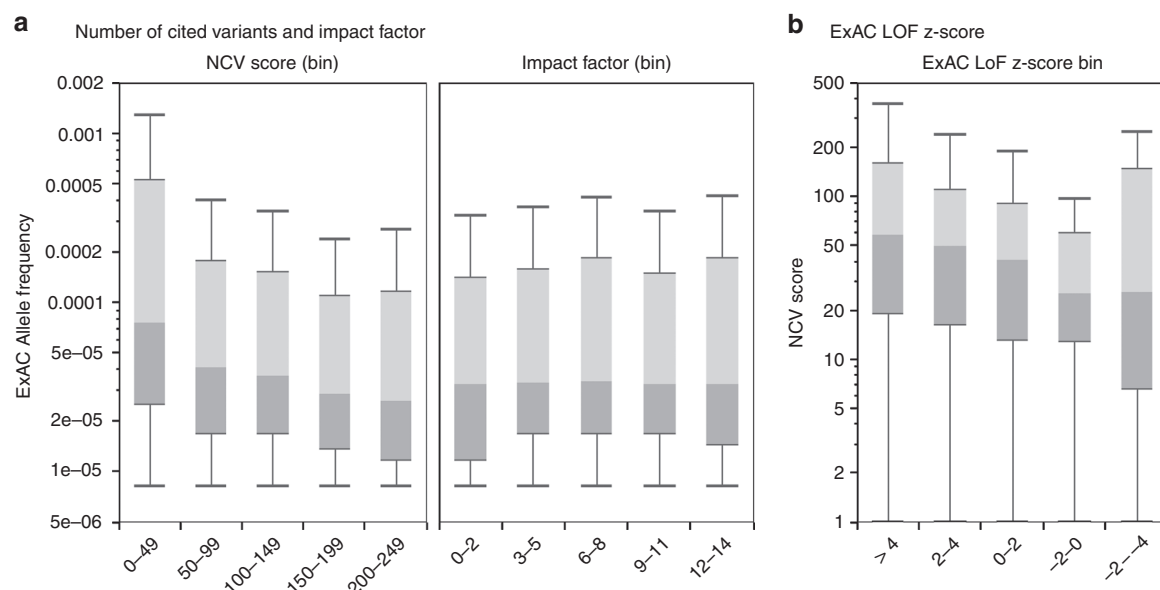 a
Number of cited variants and impact factor
NCV score (bin)
Impact factor (bin)
ExAC Allele frequency
0.002
0.001
0.0005
0.0002
0.0001
5e–05
2e–05
1e–05
5e–06
0–49
50–99
100–149
150–199
200–249
0–2
3–5
6–8
9–11
12–14
b
ExAC LOF z-score
ExAC LoF z-score bin
NCV score
500
200
100
50
20
10
5
2
1
> 4
2–4
0–2
–2–0
–2––4